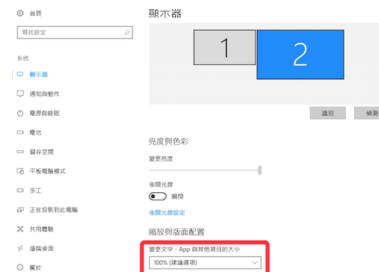 首頁
尋找設定
系統
顯示器
通知與動作
電源與睡眠
電池
儲存空間
平板電腦模式
多工
正在投影到此電腦
共用體驗
遠端桌面
關於
顯示器
1
2
識別
偵測
亮度與色彩
變更亮度
夜間光線
關閉
夜間光線設定
縮放與版面配置
變更文字、App 與其他項目的大小
100% (建議選項)